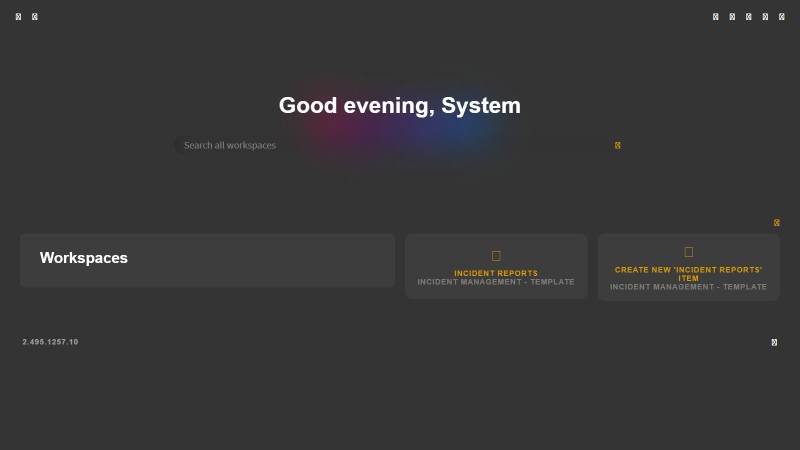 Good evening, System
Search all workspaces
Workspaces
INCIDENT REPORTS
INCIDENT MANAGEMENT - TEMPLATE
CREATE NEW 'INCIDENT REPORTS'
ITEM
INCIDENT MANAGEMENT - TEMPLATE
2.495.1257.10